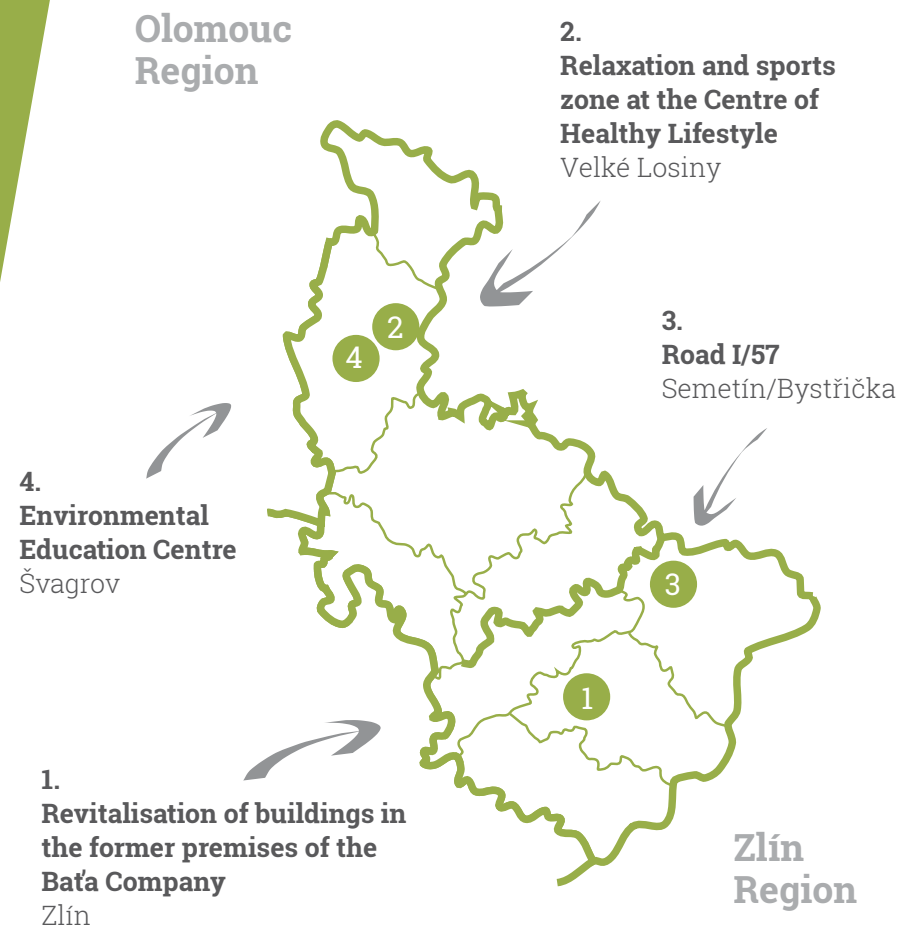 Olomouc
Region
2.
Relaxation and sports
zone at the Centre of
Healthy Lifestyle
Velké Losiny
3.
Road I/57
Semetín/Bystřička
2
4
4.
Environmental
Education Centre
Švagrov
3
1
1.
Revitalisation of buildings in
the former premises of the
Baťa Company
Zlín
Zlín
Region